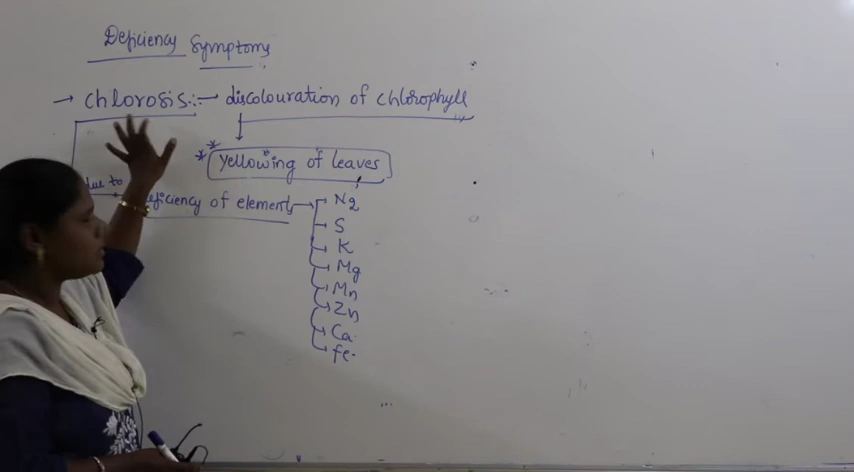 Deficiency Symptoms
→ chlorosis :- → discolouration of chlorophyll
** yellowing of leaves
due to
deficiency of elements → N2
S
K
Mg
Mn
Zn
Ca
fe